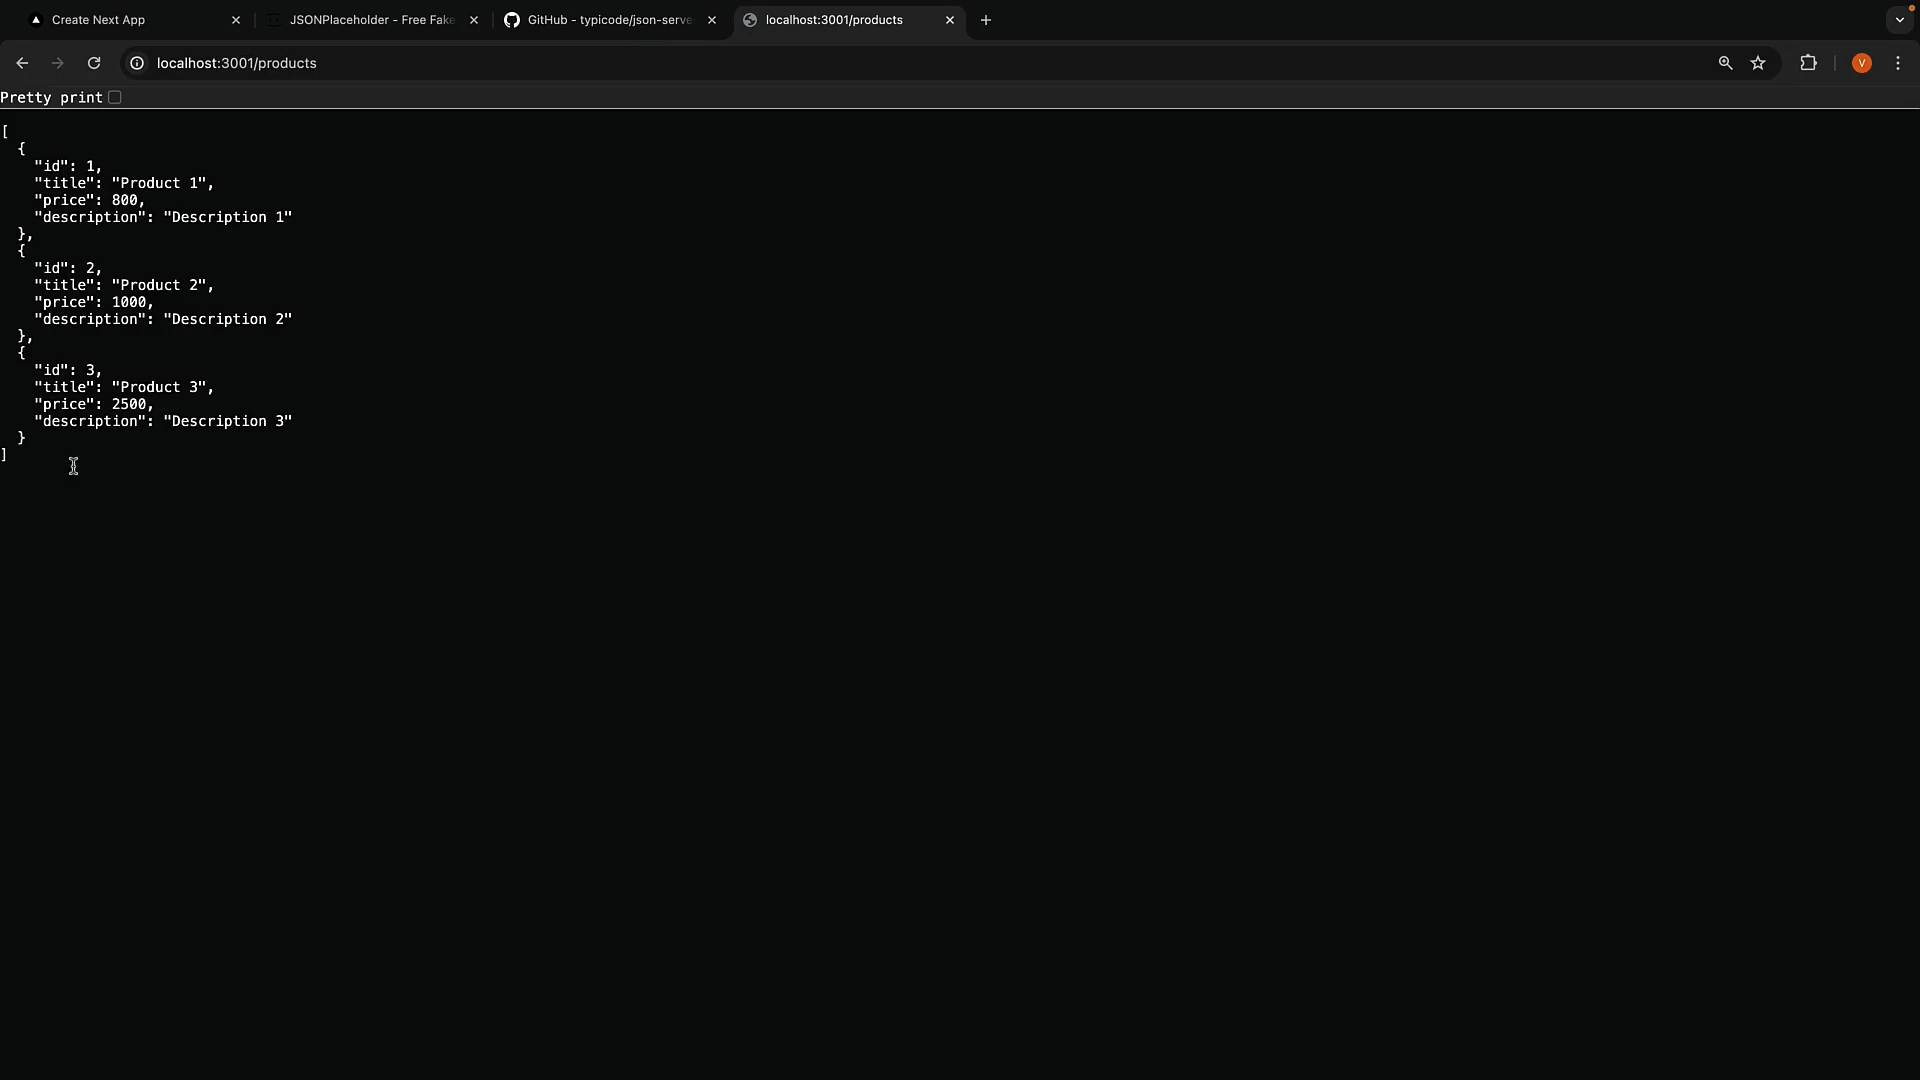 Create Next App
JSONPlaceholder - Free Fake
GitHub - typicode/json-serve
localhost:3001/products
localhost:3001/products
V
Pretty print
[
  {
    "id": 1,
    "title": "Product 1",
    "price": 800,
    "description": "Description 1"
  },
  {
    "id": 2,
    "title": "Product 2",
    "price": 1000,
    "description": "Description 2"
  },
  {
    "id": 3,
    "title": "Product 3",
    "price": 2500,
    "description": "Description 3"
  }
]